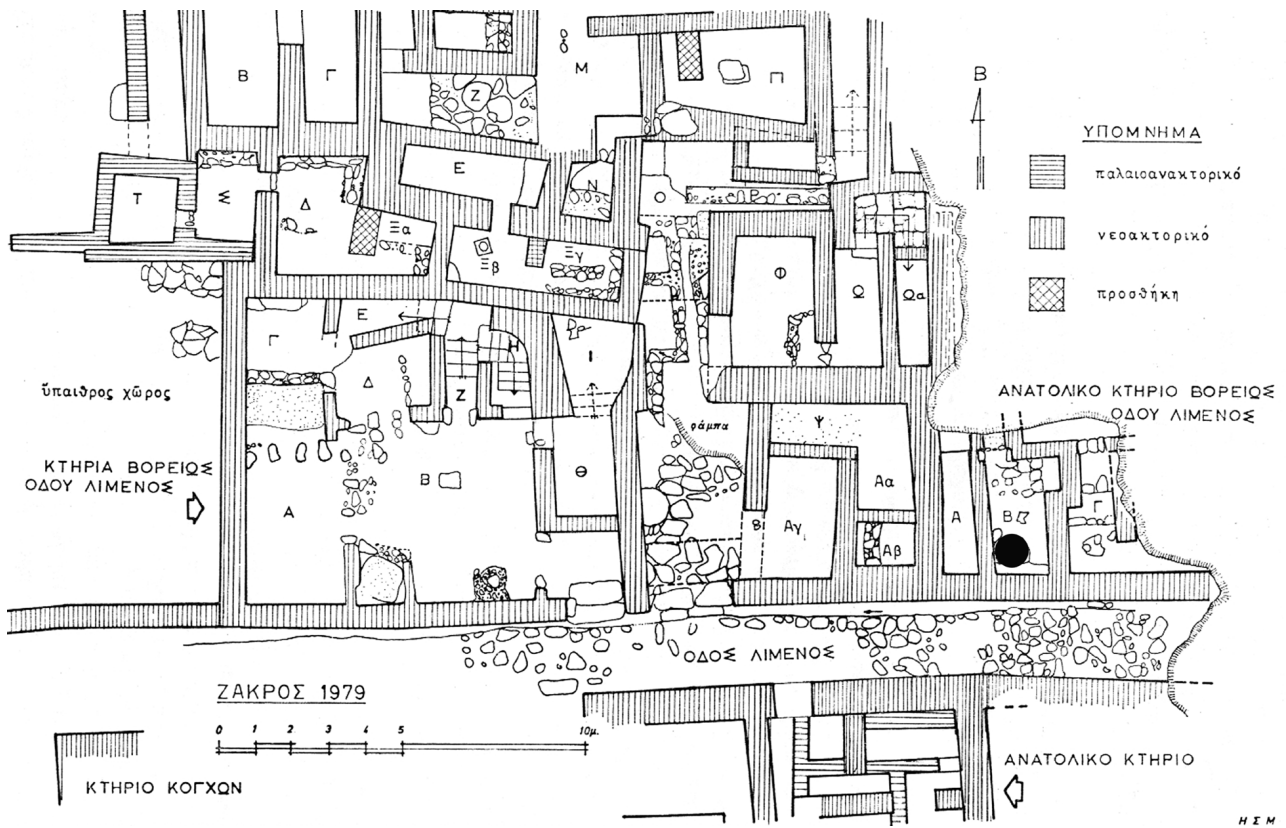 Β
Γ
Μ
Π
Ζ
Β
ΥΠΟΜΝΗΜΑ
παλαιοανακτορικό
νεοακτορικό
προσθήκη
Τ
Σ
Δ
Ε
Ν
Ο
Ρ
Ξα
Ξβ
Ξγ
Φ
Ω
Ωα
Γ
Ε
Δ
Ζ
Η
Ι
ὕπαιθρος χῶρος
ΚΤΗΡΙΑ ΒΟΡΕΙΩΣ
ΟΔΟΥ ΛΙΜΕΝΟΣ
Α
Β
Θ
ράμπα
Ψ
Αα
Αβ
Αγ
8
ΑΝΑΤΟΛΙΚΟ ΚΤΗΡΙΟ ΒΟΡΕΙΩΣ
ΟΔΟΥ ΛΙΜΕΝΟΣ
Α
Β
Γ
ΟΔΟΣ ΛΙΜΕΝΟΣ
ΖΑΚΡΟΣ 1979
0 1 2 3 4 5 10μ.
ΚΤΗΡΙΟ ΚΟΓΧΩΝ
ΑΝΑΤΟΛΙΚΟ ΚΤΗΡΙΟ
Η Σ Μ